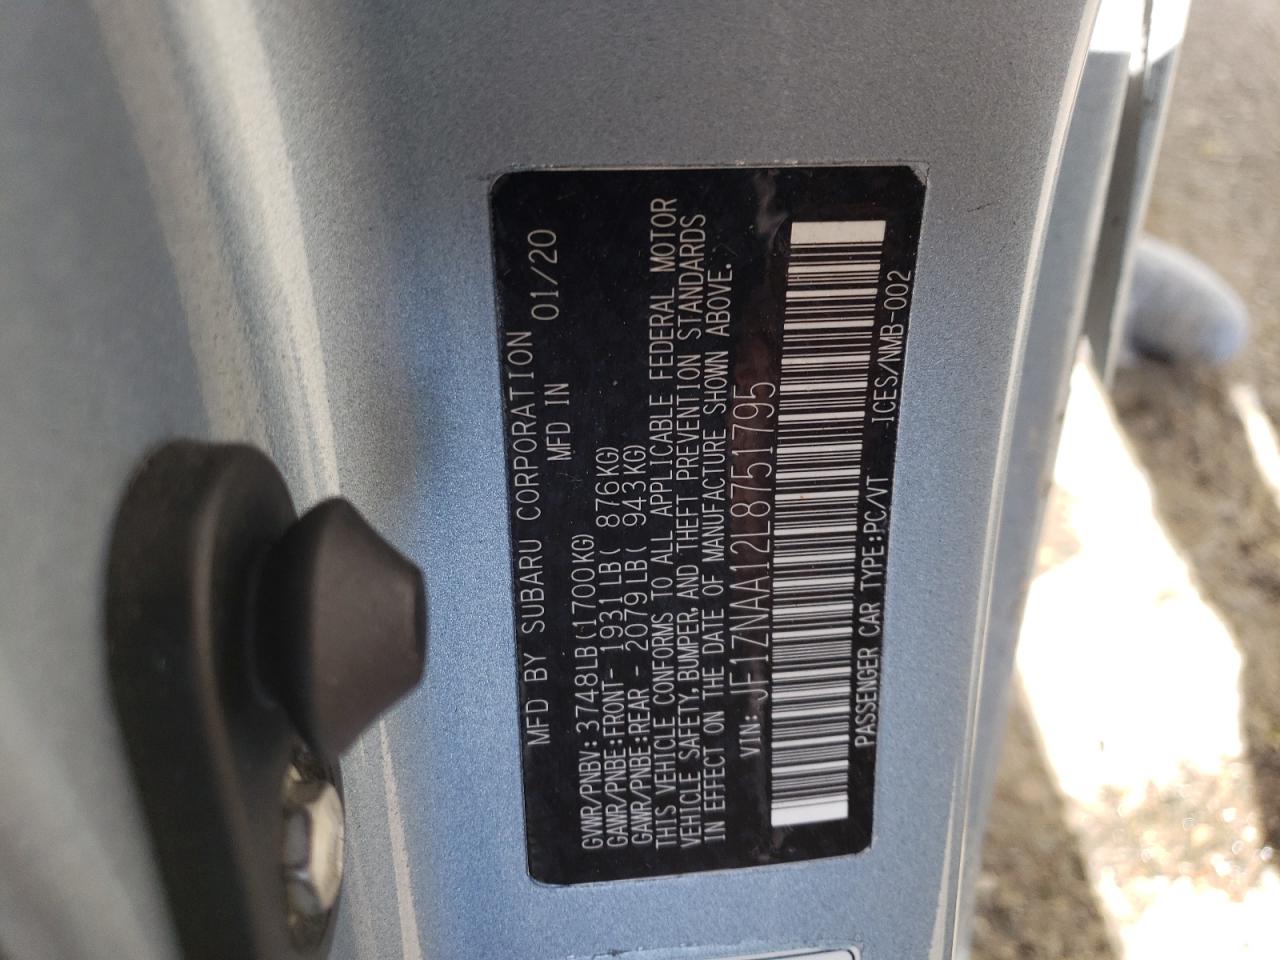 MFD BY SUBARU CORPORATION
MFD IN 01/20
GVWR/PNBV: 3748LB(1700KG)
GAWR/PNBE:FRONT- 1931LB( 876KG)
GAWR/PNBE:REAR - 2079LB( 943KG)
THIS VEHICLE CONFORMS TO ALL APPLICABLE FEDERAL MOTOR
VEHICLE SAFETY,BUMPER,AND THEFT PREVENTION STANDARDS
IN EFFECT ON THE DATE OF MANUFACTURE SHOWN ABOVE.
VIN: JF1ZNAA12L8751795
PASSENGER CAR TYPE:PC/VT ICES/NMB-002